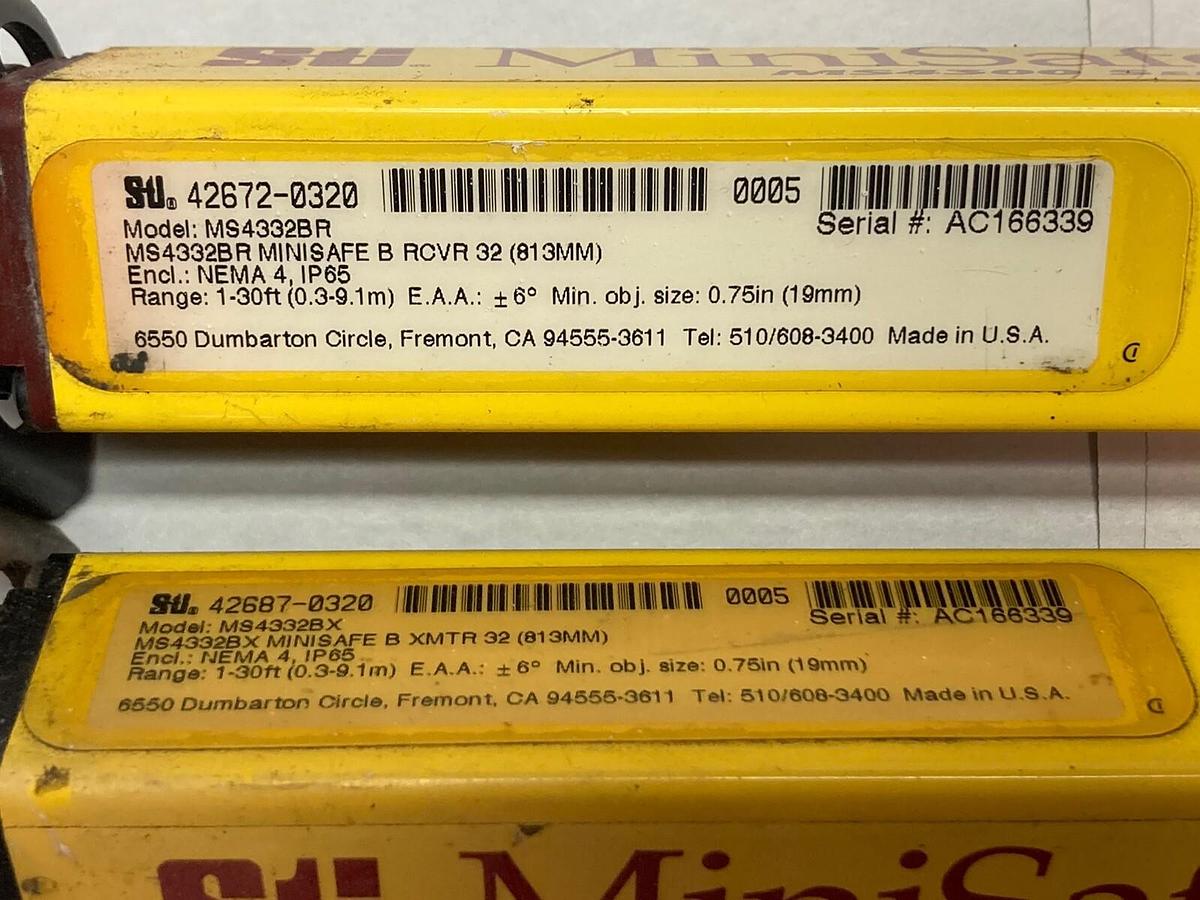 STI® MiniSafe
MS4300
STI® 42672-0320 0005
Serial #: AC166339
Model: MS4332BR
MS4332BR MINISAFE B RCVR 32 (813MM)
Encl.: NEMA 4, IP65
Range: 1-30ft (0.3-9.1m) E.A.A.: ±6° Min. obj. size: 0.75in (19mm)
6550 Dumbarton Circle, Fremont, CA 94555-3611 Tel: 510/608-3400 Made in U.S.A.
STI® 42687-0320 0005
Serial #: AC166339
Model: MS4332BX
MS4332BX MINISAFE B XMTR 32 (813MM)
Encl.: NEMA 4, IP65
Range: 1-30ft (0.3-9.1m) E.A.A.: ±6° Min. obj. size: 0.75in (19mm)
6550 Dumbarton Circle, Fremont, CA 94555-3611 Tel: 510/608-3400 Made in U.S.A.
STI MiniSaf